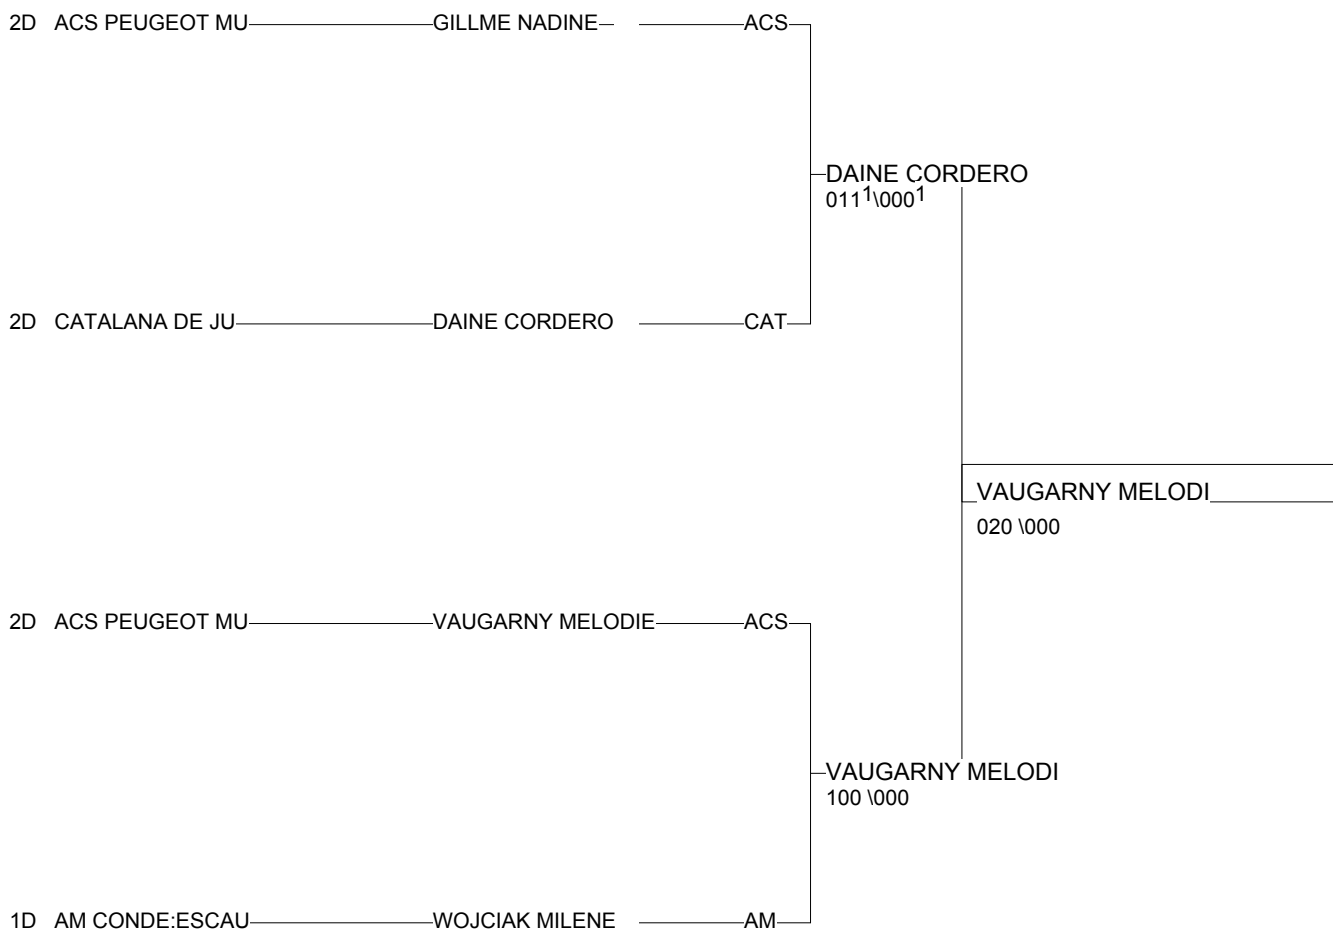 2D ACS PEUGEOT MU GILLME NADINE ACS
DAINE CORDERO
011¹\000¹
2D CATALANA DE JU DAINE CORDERO CAT
VAUGARNY MELODI
020 \000
2D ACS PEUGEOT MU VAUGARNY MELODIE ACS
VAUGARNY MELODI
100 \000
1D AM CONDE:ESCAU WOJCIAK MILENE AM